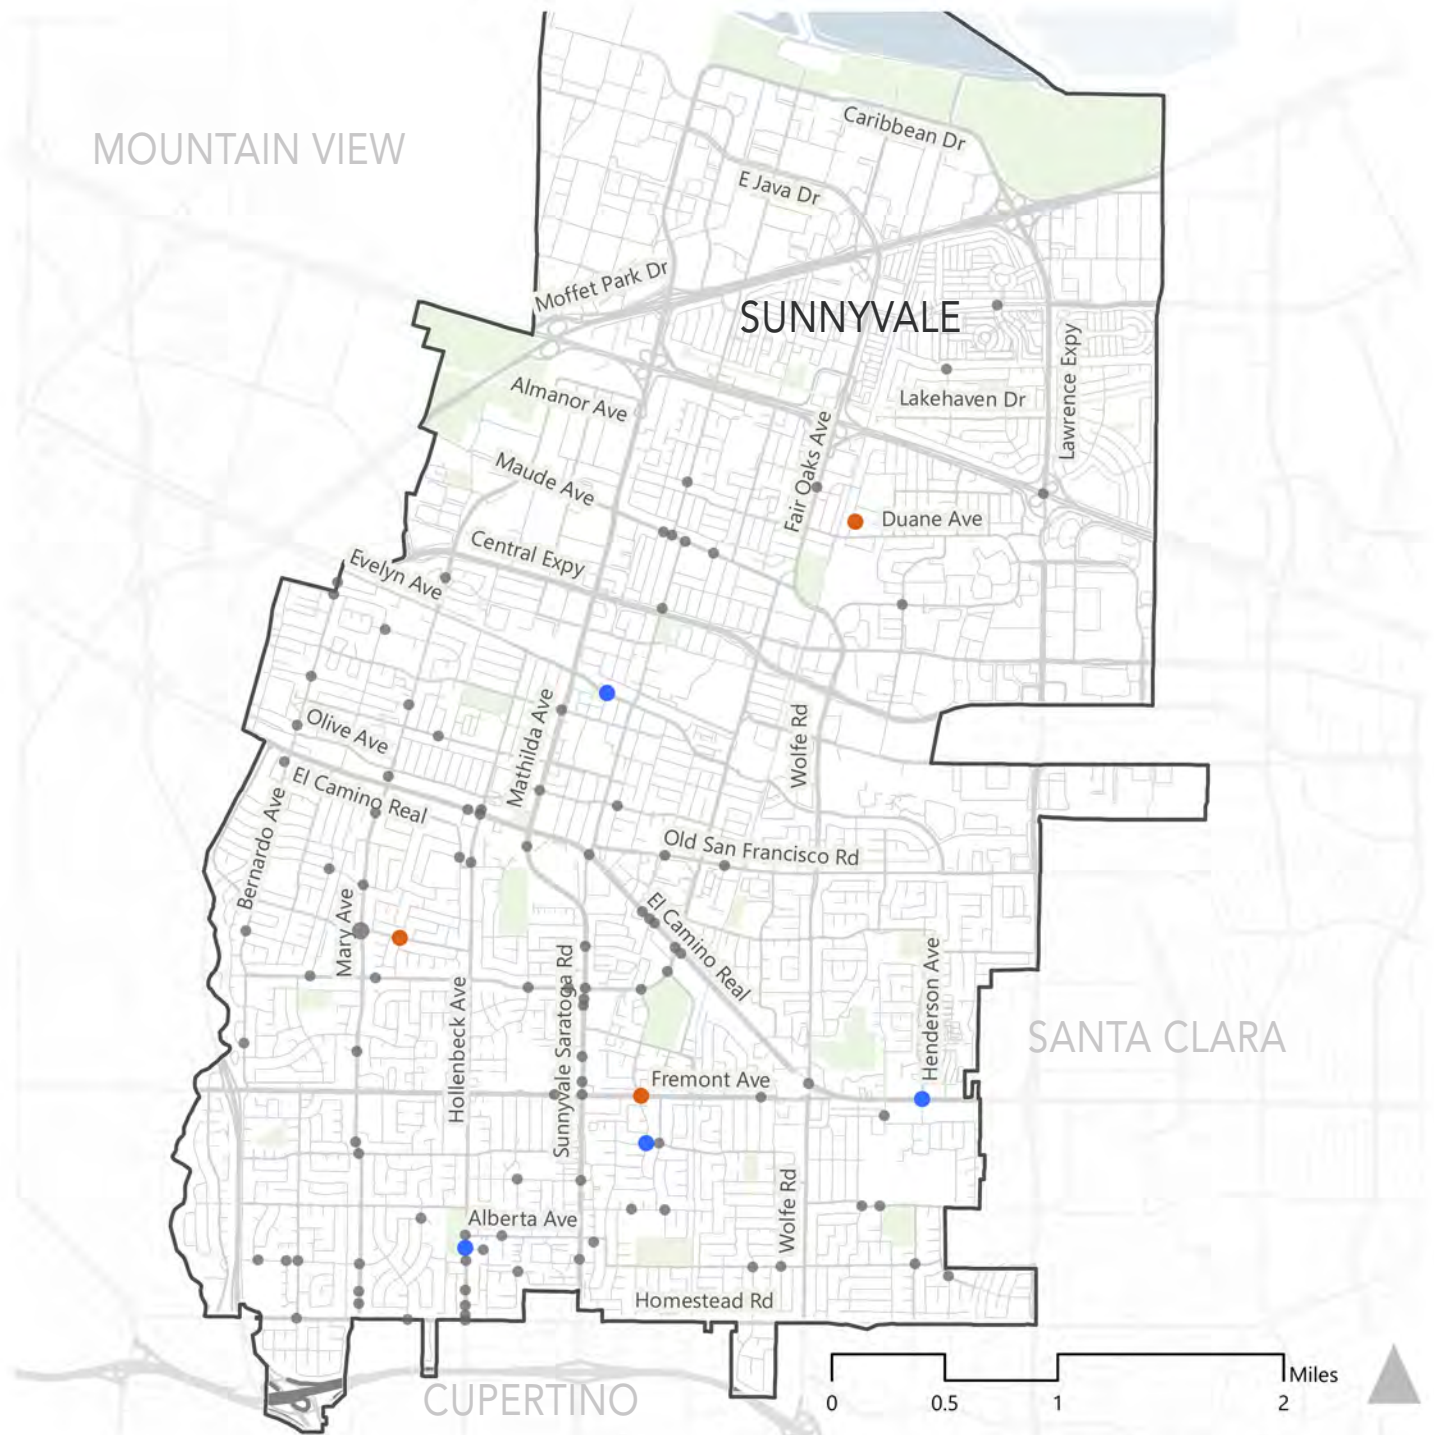 Caribbean Dr
MOUNTAIN VIEW
E Java Dr
Moffet Park Dr
SUNNYVALE
Lawrence Expy
Almanor Ave
Lakehaven Dr
Fair Oaks Ave
Maude Ave
Duane Ave
Central Expy
Evelyn Ave
Mathilda Ave
Olive Ave
Wolfe Rd
El Camino Real
Bernardo Ave
Old San Francisco Rd
Mary Ave
El Camino Real
Sunnyvale Saratoga Rd
Henderson Ave
Hollenbeck Ave
SANTA CLARA
Fremont Ave
Wolfe Rd
Alberta Ave
Homestead Rd
CUPERTINO
Miles
0 0.5 1 2